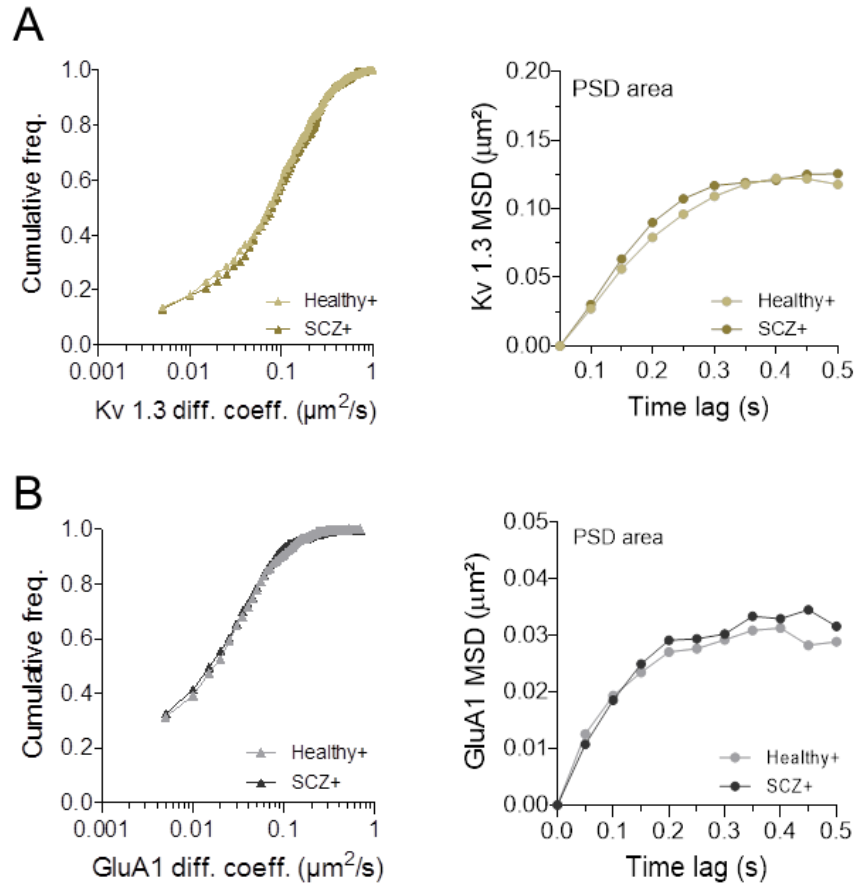 A
1.0
0.8
0.6
0.4
0.2
0.0
Cumulative freq.
0.001
0.01
0.1
1
Kv 1.3 diff. coeff. (µm²/s)
Healthy+
SCZ+
PSD area
0.20
0.15
0.10
0.05
0.00
Kv 1.3 MSD (µm²)
0.1
0.2
0.3
0.4
0.5
Time lag (s)
Healthy+
SCZ+
B
1.0
0.8
0.6
0.4
0.2
0.0
Cumulative freq.
0.001
0.01
0.1
1
GluA1 diff. coeff. (µm²/s)
Healthy+
SCZ+
PSD area
0.05
0.04
0.03
0.02
0.01
0.00
GluA1 MSD (µm²)
0.0
0.1
0.2
0.3
0.4
0.5
Time lag (s)
Healthy+
SCZ+